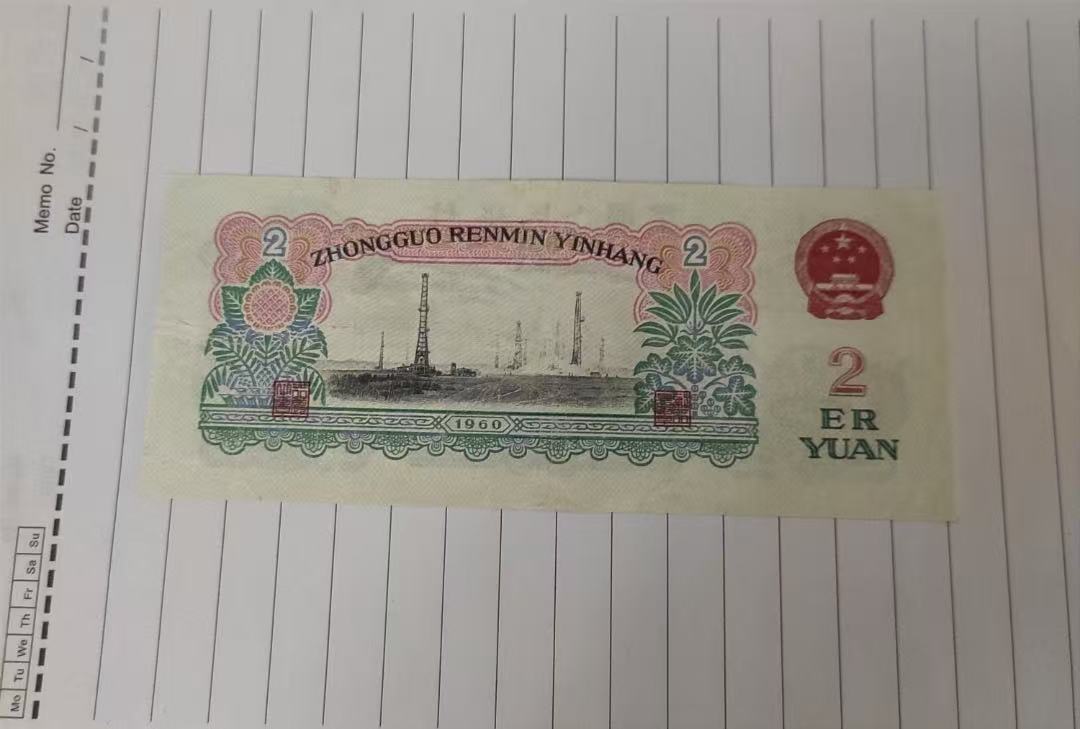 Memo No.
Date / /
Mo Tu We Th Fr Sa Su
2 ZHONGGUO RENMIN YINHANG 2
1960
2
ER
YUAN